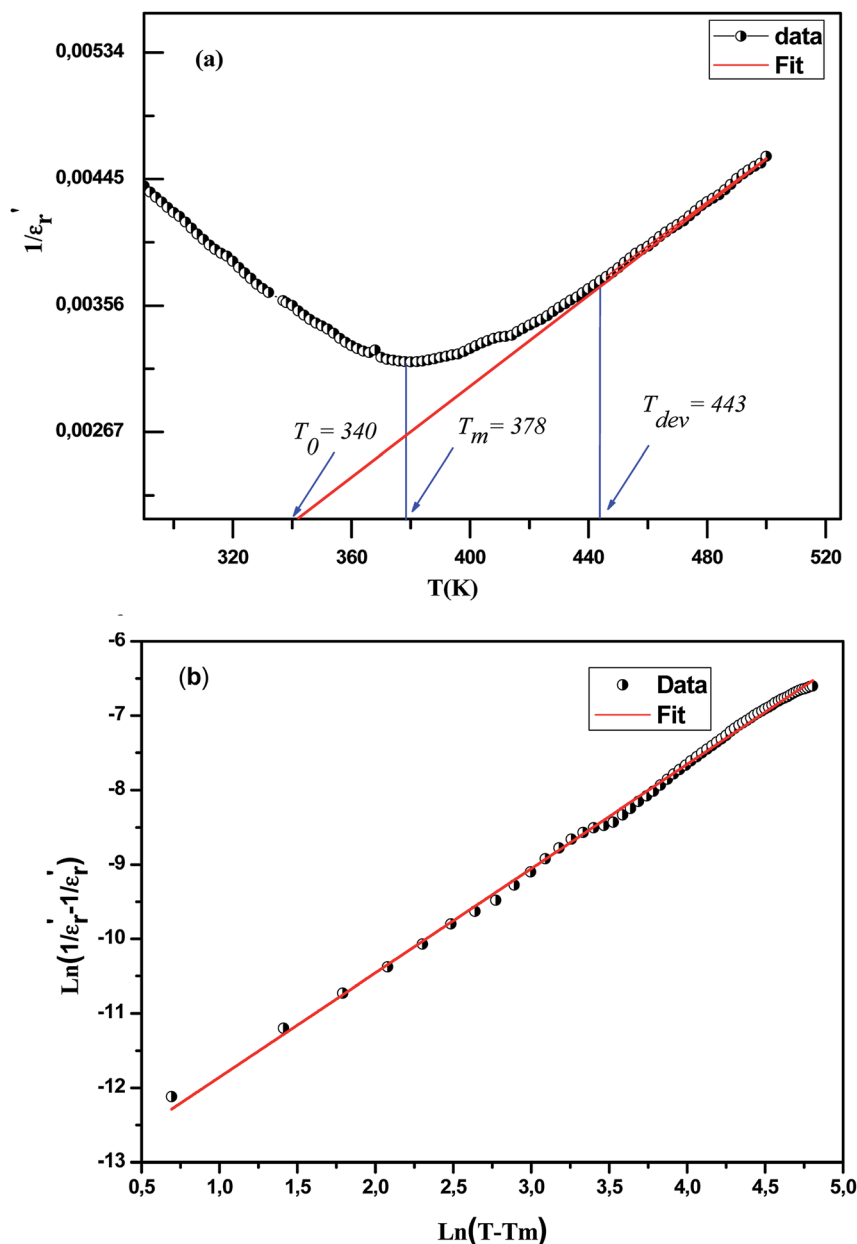 0,00534
(a)
data
Fit
0,00445
1/εr'
0,00356
0,00267
T0 = 340
Tm = 378
Tdev = 443
320
360
400
440
480
520
T(K)
-6
(b)
Data
Fit
-7
-8
-9
Ln(1/εr'-1/εr')
-10
-11
-12
-13
0,5
1,0
1,5
2,0
2,5
3,0
3,5
4,0
4,5
5,0
Ln(T-Tm)